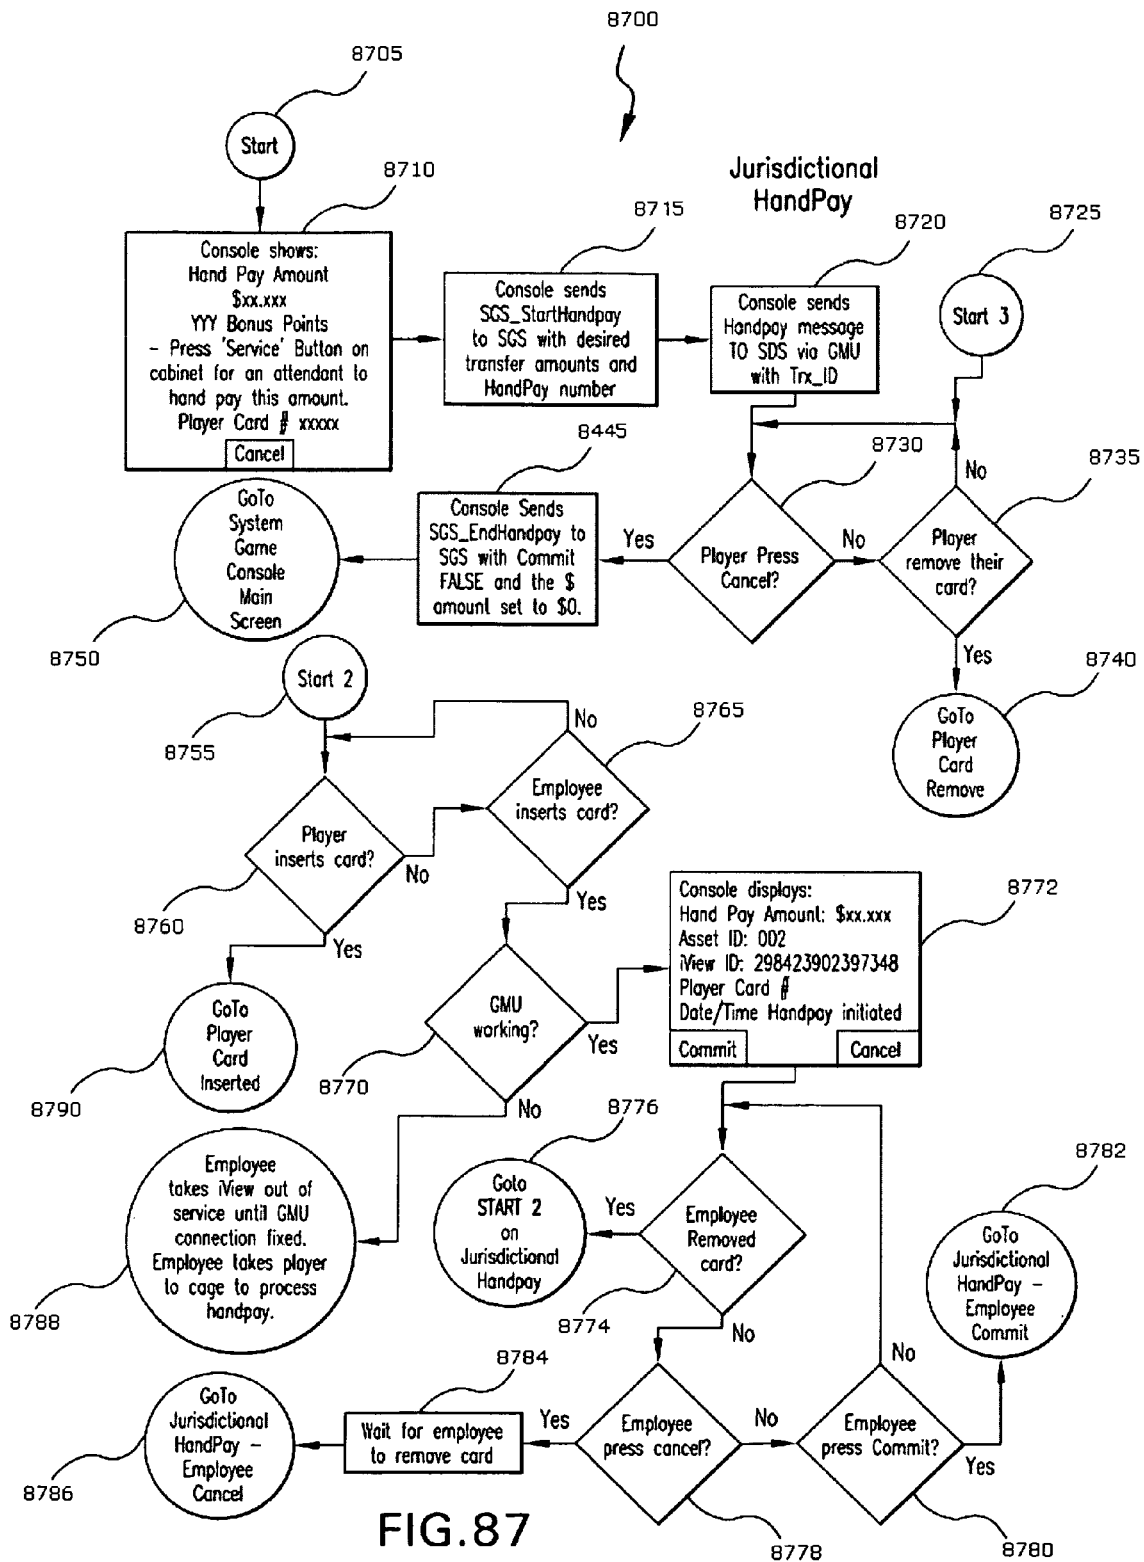 8700
8705
Start
8710
Jurisdictional
HandPay
8715
8720
8725
Console shows:
Hand Pay Amount
$xx.xxx
YYY Bonus Points
- Press 'Service' Button on
cabinet for an attendant to
hand pay this amount.
Player Card # xxxxx
Cancel
Console sends
SGS_StartHandpay
to SGS with desired
transfer amounts and
HandPay number
Console sends
Handpay message
TO SDS via GMU
with Trx_ID
Start 3
8445
8730
8735
No
GoTo
System
Game
Console
Main
Screen
Console Sends
SGS_EndHandpay to
SGS with Commit
FALSE and the $
amount set to $0.
Yes
Player Press
Cancel?
No
Player
remove their
card?
8750
Yes
8740
Start 2
8755
No
8765
GoTo
Player
Card
Remove
Employee
inserts card?
Player
inserts card?
No
8760
Yes
Yes
Console displays:
Hand Pay Amount: $xx.xxx
Asset ID: 002
iView ID: 298423902397348
Player Card #
Date/Time Handpay initiated
Commit
Cancel
8772
GoTo
Player
Card
Inserted
GMU
working?
Yes
8790
8770
No
8776
8782
Employee
takes iView out of
service until GMU
connection fixed.
Employee takes player
to cage to process
handpay.
Goto
START 2
on
Jurisdictional
Handpay
Yes
Employee
Removed
card?
GoTo
Jurisdictional
HandPay -
Employee
Commit
8788
8774
No
8784
No
GoTo
Jurisdictional
HandPay -
Employee
Cancel
Wait for employee
to remove card
Yes
Employee
press cancel?
No
Employee
press Commit?
Yes
8786
FIG.87
8778
8780